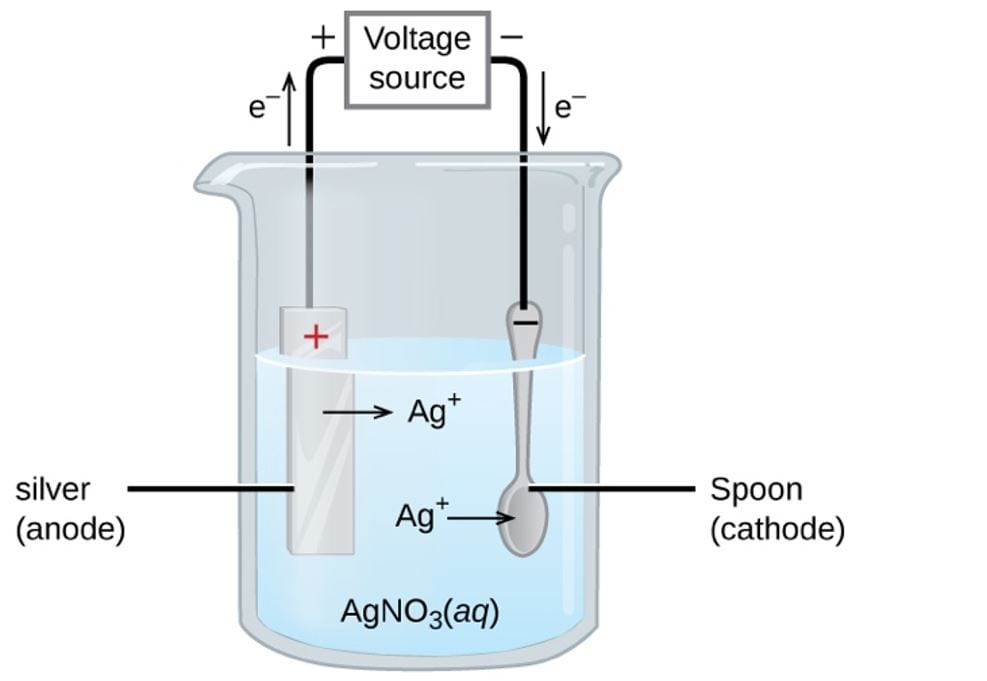 + Voltage −
source
e⁻ e⁻
+ −
Ag⁺
silver
(anode)
Ag⁺
Spoon
(cathode)
AgNO₃(aq)